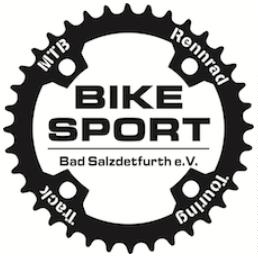 MTB
Rennrad
BIKE
SPORT
Bad Salzdetfurth e.V.
Track
Touring